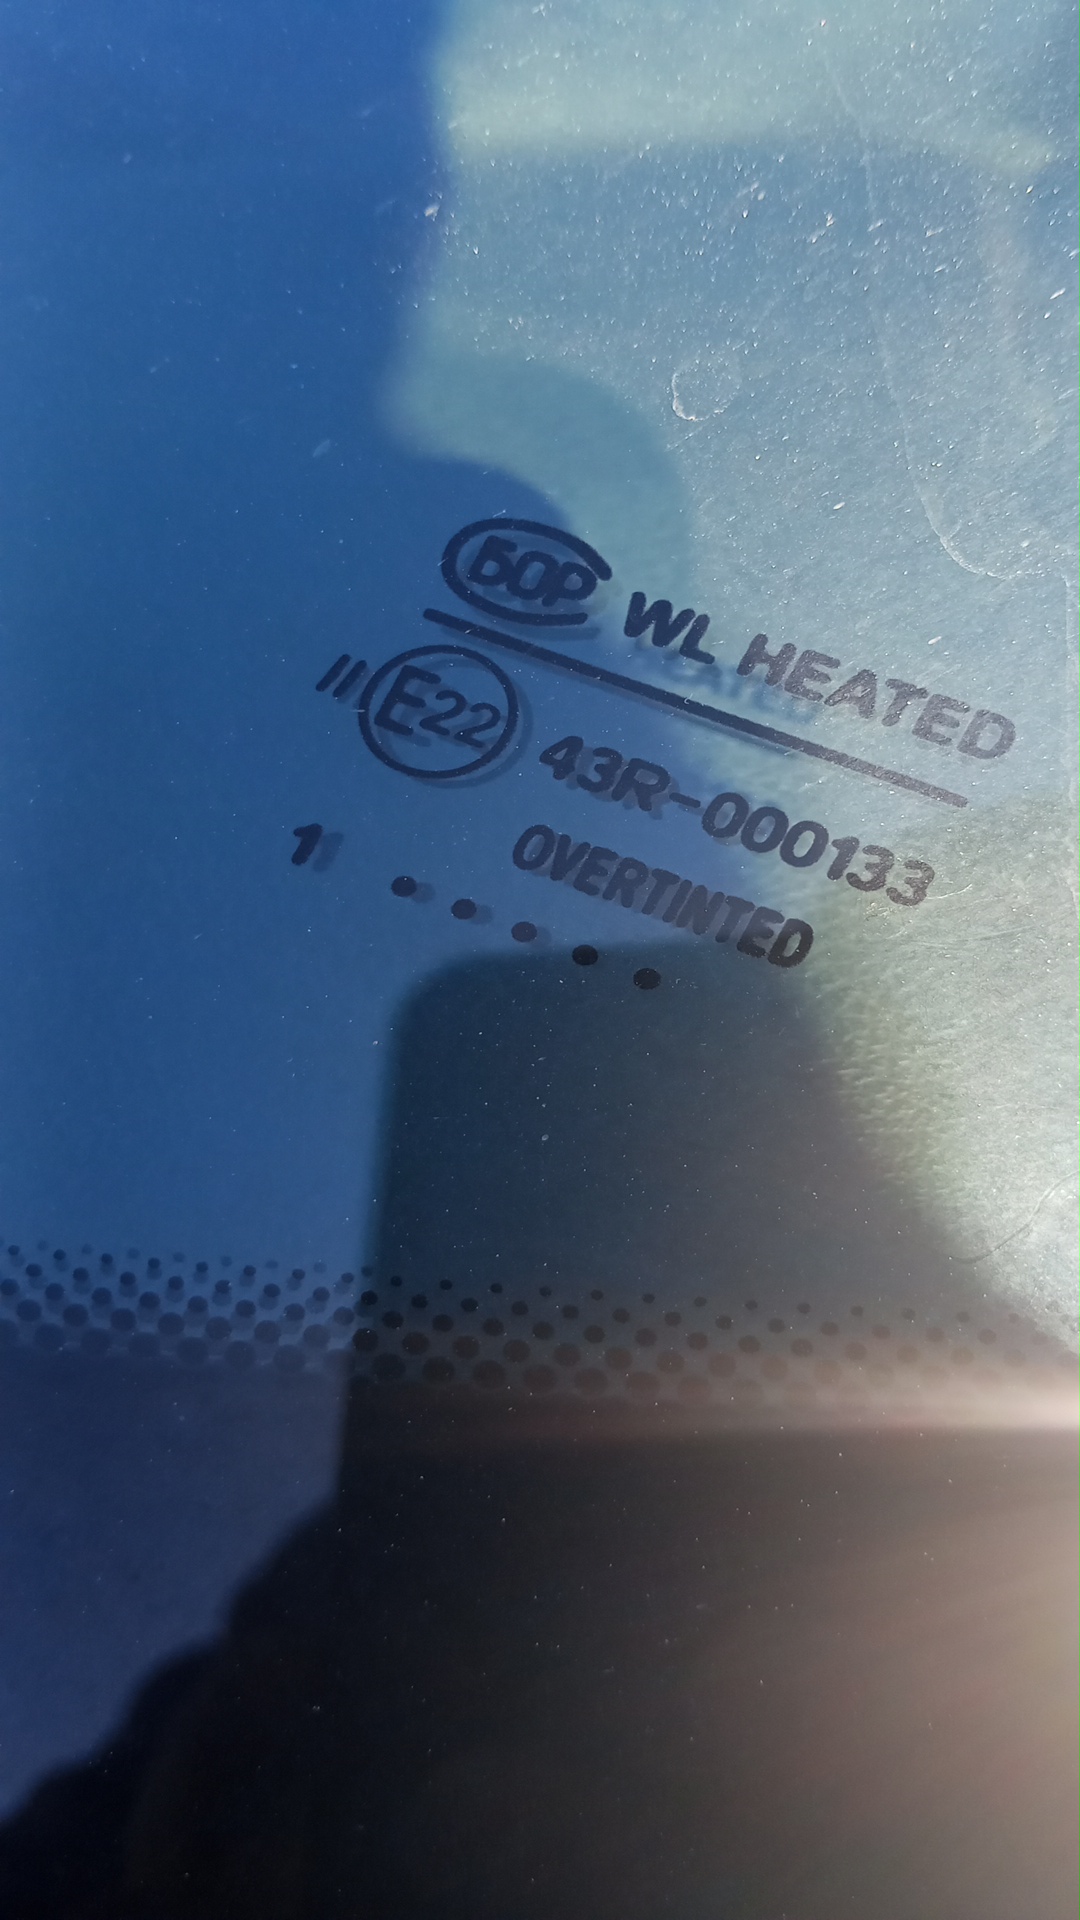 БОР WL HEATED
II E22 43R-000133
OVERTINTED
1 . . . . .